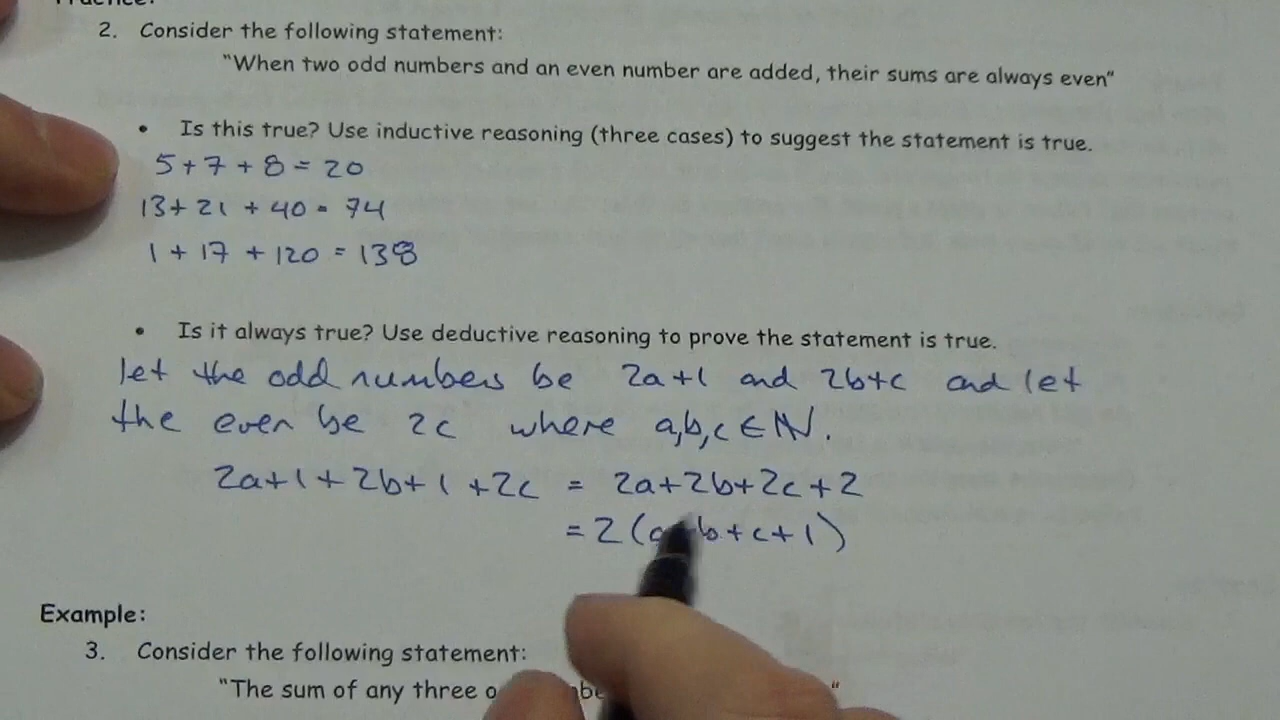 2. Consider the following statement:
"When two odd numbers and an even number are added, their sums are always even"
• Is this true? Use inductive reasoning (three cases) to suggest the statement is true.
5+7+8=20
13+21+40=74
1+17+120=138
• Is it always true? Use deductive reasoning to prove the statement is true.
let the odd numbers be 2a+1 and 2b+c and let
the even be 2c where a,b,c∈ℕ.
2a+1+2b+1+2c = 2a+2b+2c+2
=2(a+b+c+1)
Example:
3. Consider the following statement:
"The sum of any three